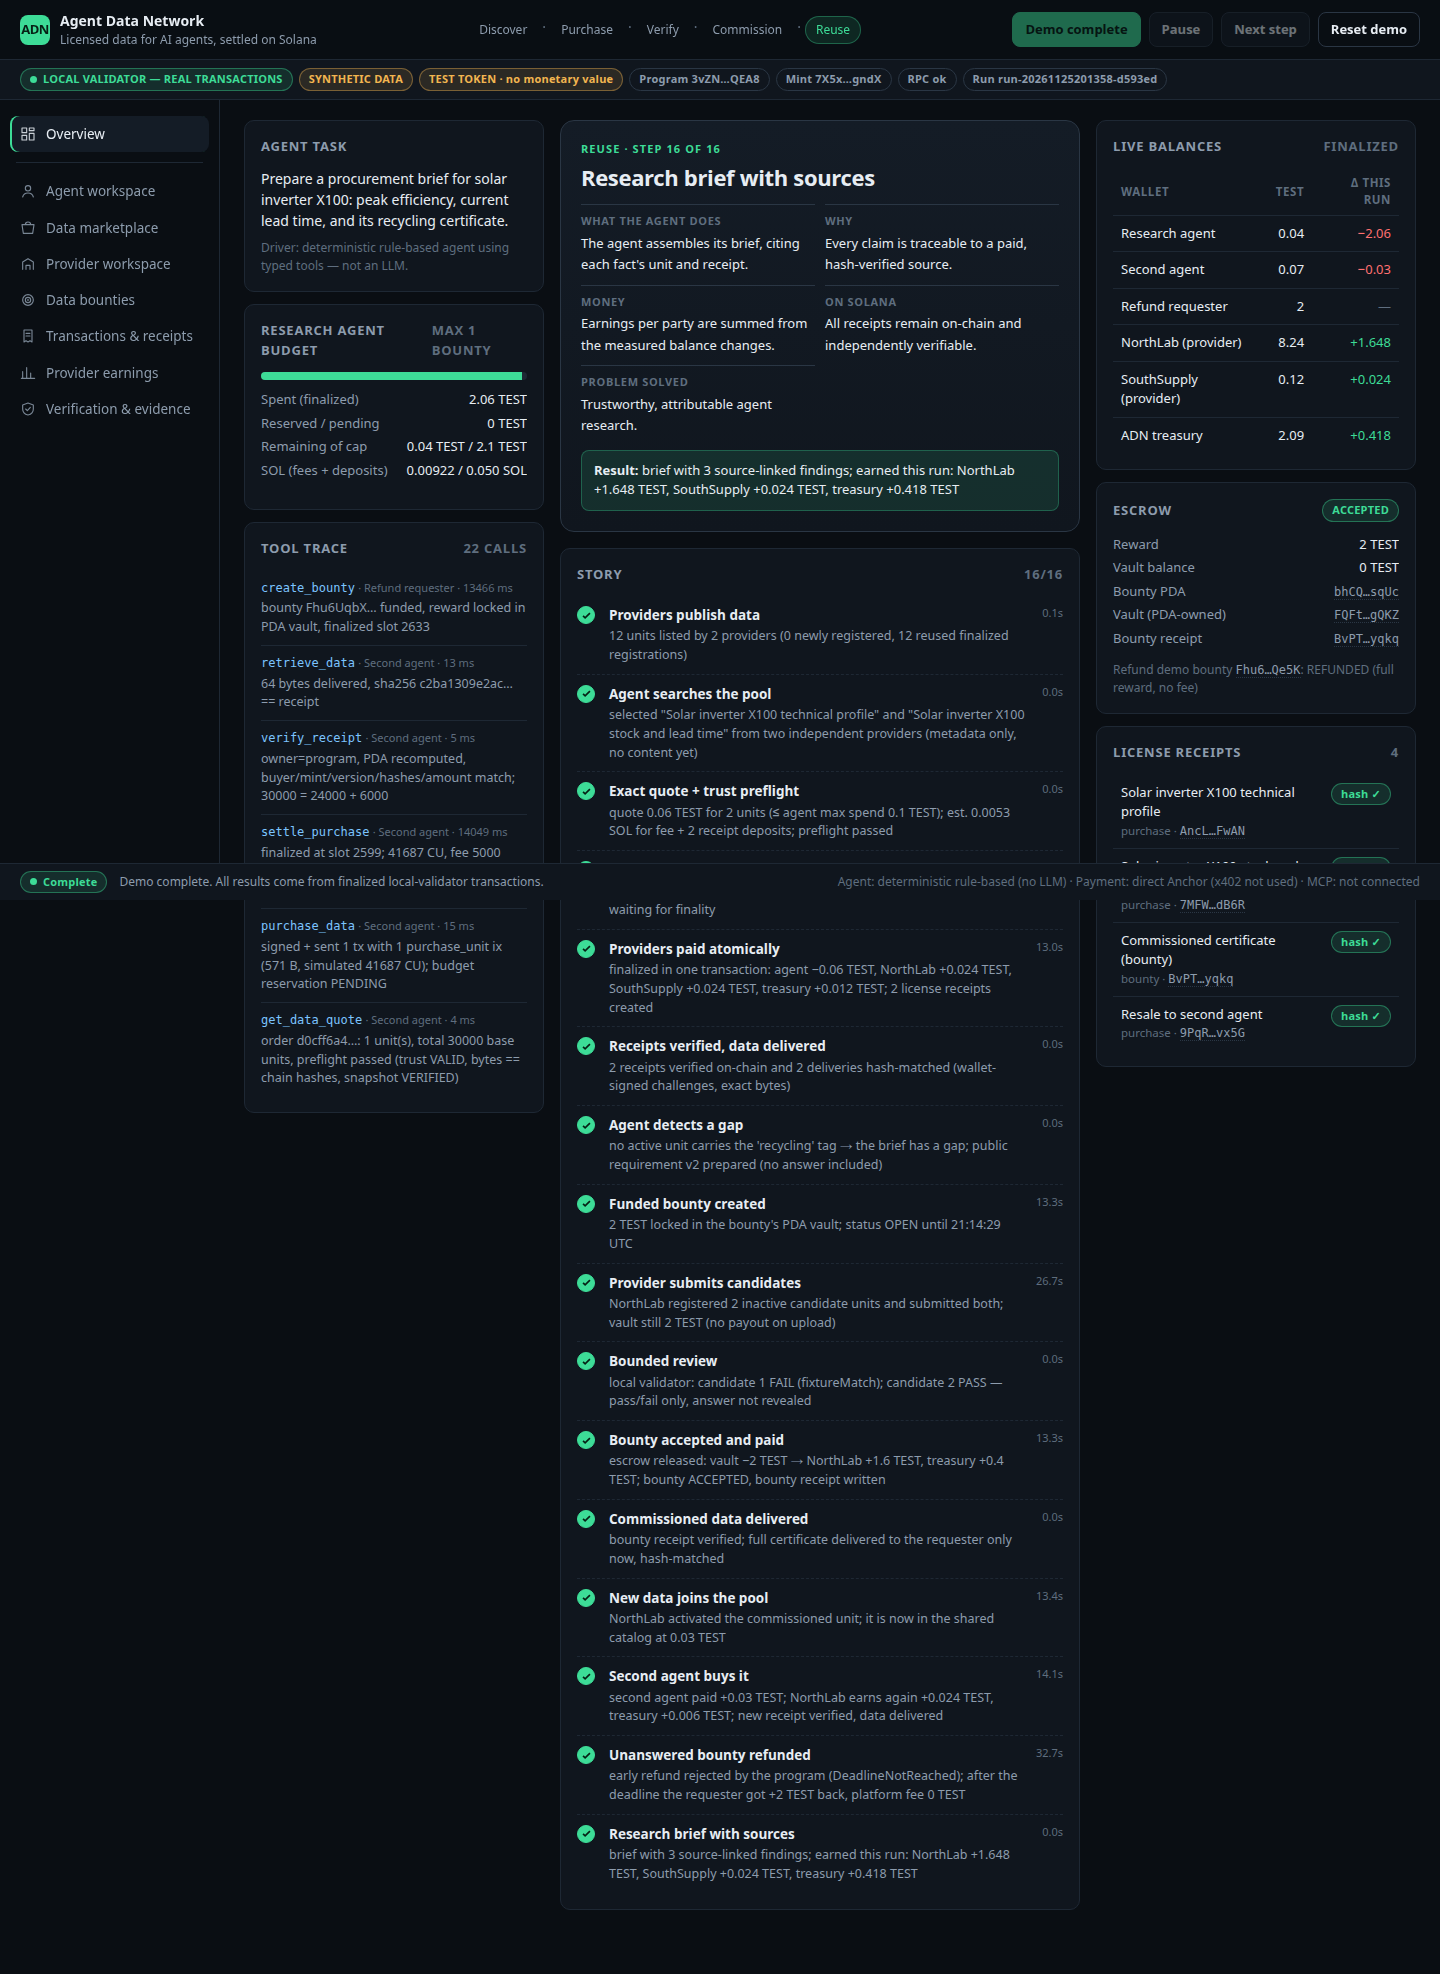 ADN
Agent Data Network
Licensed data for AI agents, settled on Solana
Discover · Purchase · Verify · Commission · Reuse
Demo complete
Pause
Next step
Reset demo
LOCAL VALIDATOR — REAL TRANSACTIONS
SYNTHETIC DATA
TEST TOKEN · no monetary value
Program 3vZN…QEA8
Mint 7X5x…gndX
RPC ok
Run run-20261125201358-d593ed
Overview
Agent workspace
Data marketplace
Provider workspace
Data bounties
Transactions & receipts
Provider earnings
Verification & evidence
AGENT TASK
Prepare a procurement brief for solar
inverter X100: peak efficiency, current
lead time, and its recycling certificate.
Driver: deterministic rule-based agent using
typed tools — not an LLM.
RESEARCH AGENT
BUDGET
MAX 1
BOUNTY
Spent (finalized) 2.06 TEST
Reserved / pending 0 TEST
Remaining of cap 0.04 TEST / 2.1 TEST
SOL (fees + deposits) 0.00922 / 0.050 SOL
TOOL TRACE 22 CALLS
create_bounty · Refund requester · 13466 ms
bounty Fhu6UqbX… funded, reward locked in
PDA vault, finalized slot 2633
retrieve_data · Second agent · 13 ms
64 bytes delivered, sha256 c2ba1309e2ac…
== receipt
verify_receipt · Second agent · 5 ms
owner=program, PDA recomputed,
buyer/mint/version/hashes/amount match;
30000 = 24000 + 6000
settle_purchase · Second agent · 14049 ms
finalized at slot 2599; 41687 CU, fee 5000
purchase_data · Second agent · 15 ms
signed + sent 1 tx with 1 purchase_unit ix
(571 B, simulated 41687 CU); budget
reservation PENDING
get_data_quote · Second agent · 4 ms
order d0cff6a4…: 1 unit(s), total 30000 base
units, preflight passed (trust VALID, bytes ==
chain hashes, snapshot VERIFIED)
REUSE · STEP 16 OF 16
Research brief with sources
WHAT THE AGENT DOES
The agent assembles its brief, citing
each fact's unit and receipt.
WHY
Every claim is traceable to a paid,
hash-verified source.
MONEY
Earnings per party are summed from
the measured balance changes.
ON SOLANA
All receipts remain on-chain and
independently verifiable.
PROBLEM SOLVED
Trustworthy, attributable agent
research.
Result: brief with 3 source-linked findings; earned this run: NorthLab
+1.648 TEST, SouthSupply +0.024 TEST, treasury +0.418 TEST
STORY 16/16
Providers publish data 0.1s
12 units listed by 2 providers (0 newly registered, 12 reused finalized
registrations)
Agent searches the pool 0.0s
selected "Solar inverter X100 technical profile" and "Solar inverter X100
stock and lead time" from two independent providers (metadata only,
no content yet)
Exact quote + trust preflight 0.0s
quote 0.06 TEST for 2 units (≤ agent max spend 0.1 TEST); est. 0.0053
SOL for fee + 2 receipt deposits; preflight passed
waiting for finality
Providers paid atomically 13.0s
finalized in one transaction: agent −0.06 TEST, NorthLab +0.024 TEST,
SouthSupply +0.024 TEST, treasury +0.012 TEST; 2 license receipts
created
Receipts verified, data delivered 0.0s
2 receipts verified on-chain and 2 deliveries hash-matched (wallet-
signed challenges, exact bytes)
Agent detects a gap 0.0s
no active unit carries the 'recycling' tag → the brief has a gap; public
requirement v2 prepared (no answer included)
Funded bounty created 13.3s
2 TEST locked in the bounty's PDA vault; status OPEN until 21:14:29
UTC
Provider submits candidates 26.7s
NorthLab registered 2 inactive candidate units and submitted both;
vault still 2 TEST (no payout on upload)
Bounded review 0.0s
local validator: candidate 1 FAIL (fixtureMatch); candidate 2 PASS —
pass/fail only, answer not revealed
Bounty accepted and paid 13.3s
escrow released: vault −2 TEST → NorthLab +1.6 TEST, treasury +0.4
TEST; bounty ACCEPTED, bounty receipt written
Commissioned data delivered 0.0s
bounty receipt verified; full certificate delivered to the requester only
now, hash-matched
New data joins the pool 13.4s
NorthLab activated the commissioned unit; it is now in the shared
catalog at 0.03 TEST
Second agent buys it 14.1s
second agent paid +0.03 TEST; NorthLab earns again +0.024 TEST,
treasury +0.006 TEST; new receipt verified, data delivered
Unanswered bounty refunded 32.7s
early refund rejected by the program (DeadlineNotReached); after the
deadline the requester got +2 TEST back, platform fee 0 TEST
Research brief with sources 0.0s
brief with 3 source-linked findings; earned this run: NorthLab +1.648
TEST, SouthSupply +0.024 TEST, treasury +0.418 TEST
LIVE BALANCES FINALIZED
WALLET TEST Δ THIS
RUN
Research agent 0.04 −2.06
Second agent 0.07 −0.03
Refund requester 2 —
NorthLab (provider) 8.24 +1.648
SouthSupply
(provider) 0.12 +0.024
ADN treasury 2.09 +0.418
ESCROW ACCEPTED
Reward 2 TEST
Vault balance 0 TEST
Bounty PDA bhCQ…sqUc
Vault (PDA-owned) FQFt…gQKZ
Bounty receipt BvPT…yqkq
Refund demo bounty Fhu6…Qe5K: REFUNDED (full
reward, no fee)
LICENSE RECEIPTS 4
Solar inverter X100 technical
profile
hash ✓
purchase · AncL…FwAN
purchase · 7MFW…dB6R
Commissioned certificate
(bounty)
hash ✓
bounty · BvPT…yqkq
Resale to second agent
hash ✓
purchase · 9PqR…vx5G
Complete
Demo complete. All results come from finalized local-validator transactions.
Agent: deterministic rule-based (no LLM) · Payment: direct Anchor (x402 not used) · MCP: not connected